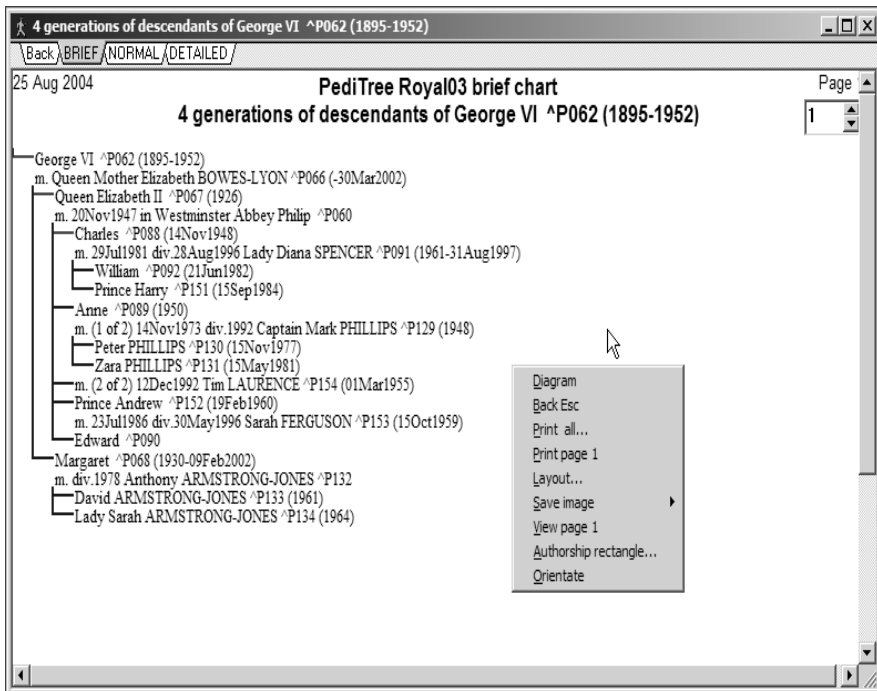 4 generations of descendants of George VI ^P062 (1895-1952)
Back BRIEF NORMAL DETAILED
25 Aug 2004 PediTree Royal03 brief chart Page
4 generations of descendants of George VI ^P062 (1895-1952) 1
George VI ^P062 (1895-1952)
m. Queen Mother Elizabeth BOWES-LYON ^P066 (-30Mar2002)
Queen Elizabeth II ^P067 (1926)
m. 20Nov1947 in Westminster Abbey Philip ^P060
Charles ^P088 (14Nov1948)
m. 29Jul1981 div.28Aug1996 Lady Diana SPENCER ^P091 (1961-31Aug1997)
William ^P092 (21Jun1982)
Prince Harry ^P151 (15Sep1984)
Anne ^P089 (1950)
m. (1 of 2) 14Nov1973 div.1992 Captain Mark PHILLIPS ^P129 (1948)
Peter PHILLIPS ^P130 (15Nov1977)
Zara PHILLIPS ^P131 (15May1981)
m. (2 of 2) 12Dec1992 Tim LAURENCE ^P154 (01Mar1955)
Prince Andrew ^P152 (19Feb1960)
m. 23Jul1986 div.30May1996 Sarah FERGUSON ^P153 (15Oct1959)
Edward ^P090
Margaret ^P068 (1930-09Feb2002)
m. div.1978 Anthony ARMSTRONG-JONES ^P132
David ARMSTRONG-JONES ^P133 (1961)
Lady Sarah ARMSTRONG-JONES ^P134 (1964)
Diagram
Back Esc
Print all...
Print page 1
Layout...
Save image
View page 1
Authorship rectangle...
Orientate